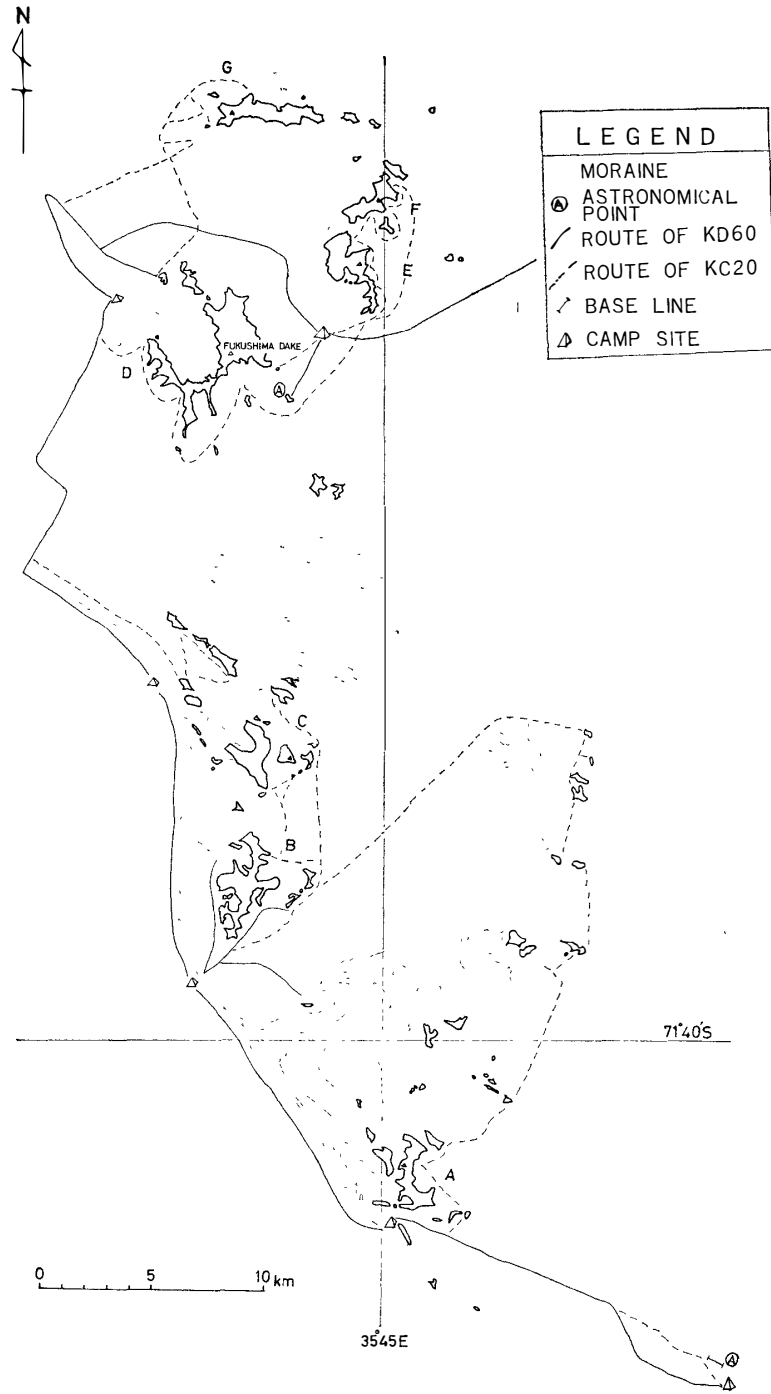 N
G
LEGEND
MORAINE
Ⓐ ASTRONOMICAL
POINT
ROUTE OF KD60
ROUTE OF KC20
BASE LINE
CAMP SITE
F
E
FUKUSHIMA DAKE
D
Ⓐ
A
C
B
71°40'S
A
0 5 10 km
35°45E
Ⓐ